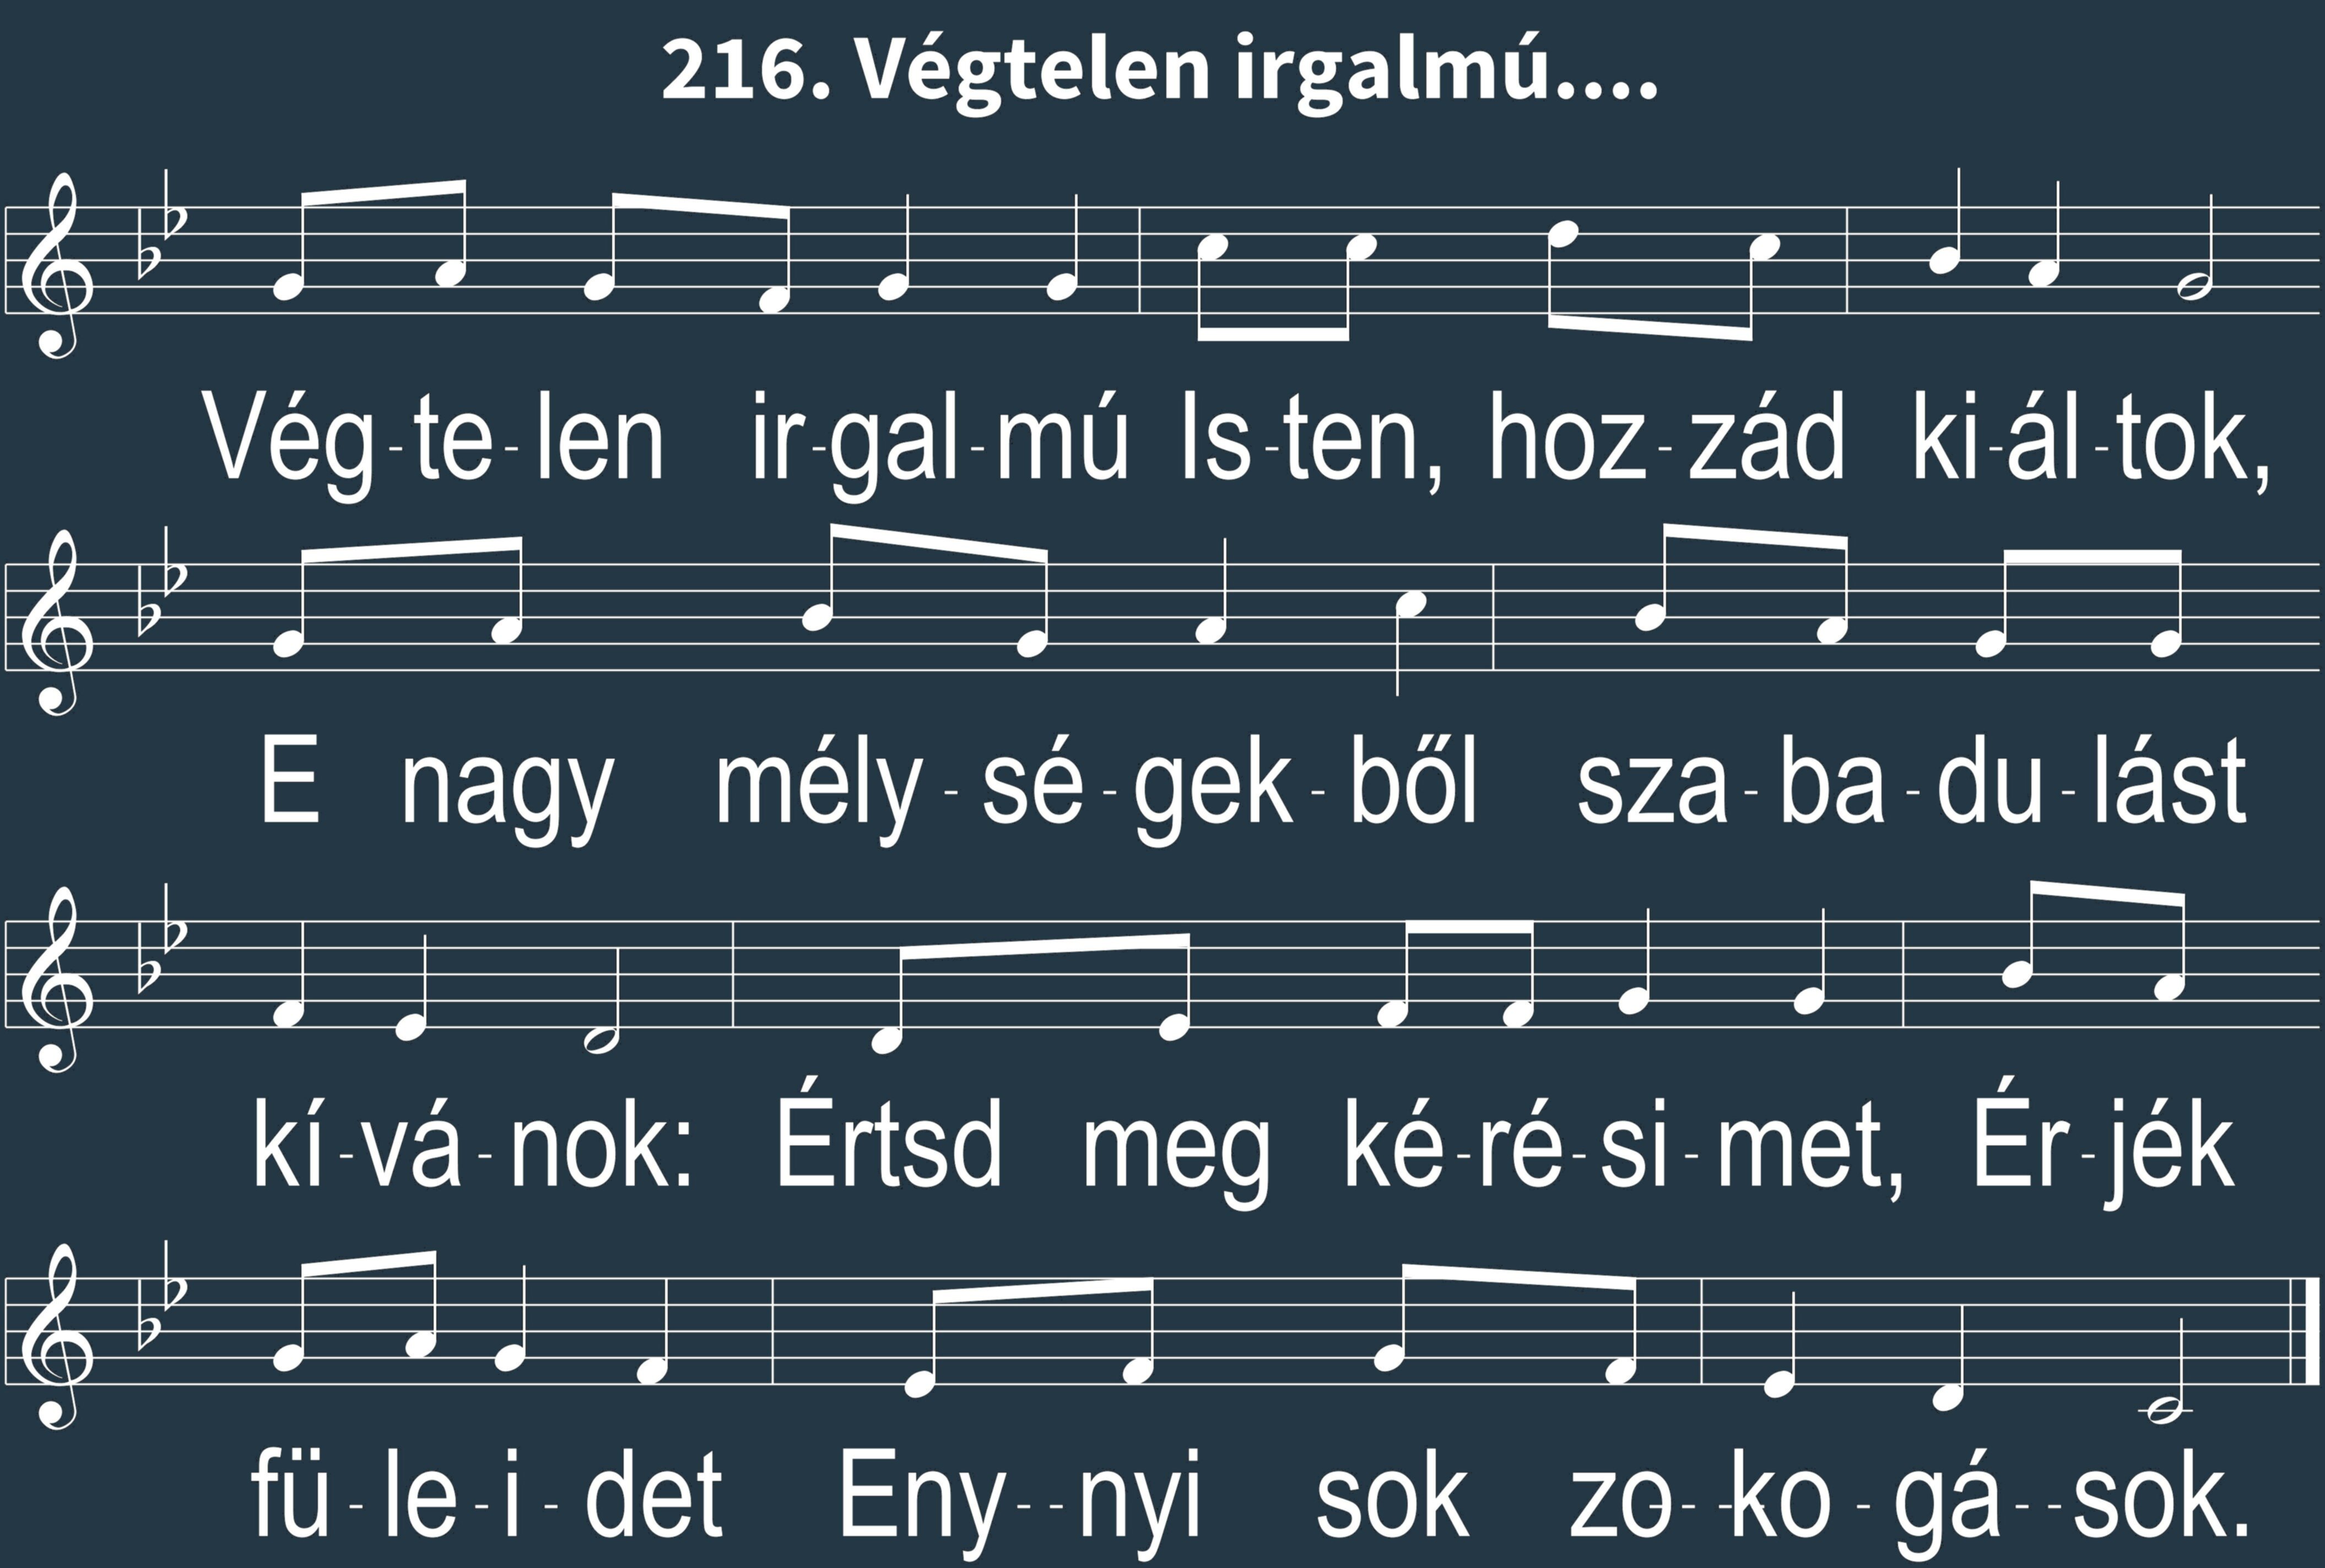 216. Végtelen irgalmú....
Vég-te-len ir-gal-mú Is-ten, hoz-zád ki-ál-tok,
E nagy mély-sé-gek-ből sza-ba-du-lást
kí-vá-nok: Értsd meg ké-ré-si-met, Ér-jék
fü-le-i-det Eny--nyi sok zo--ko-gá--sok.